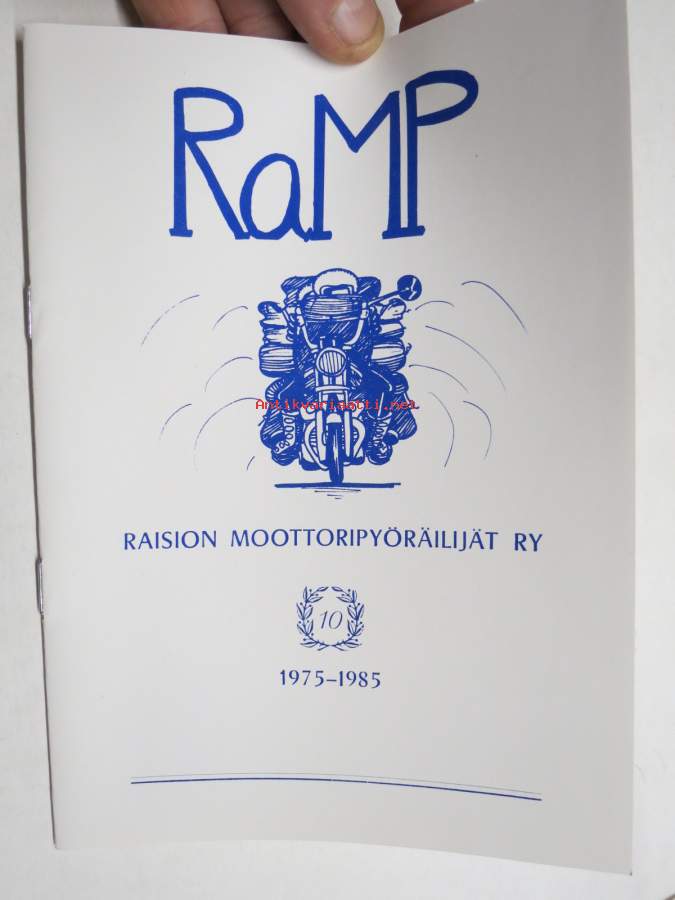 RaMP
Antikvariaatti.net
RAISION MOOTTORIPYÖRÄILIJÄT RY
10
1975–1985